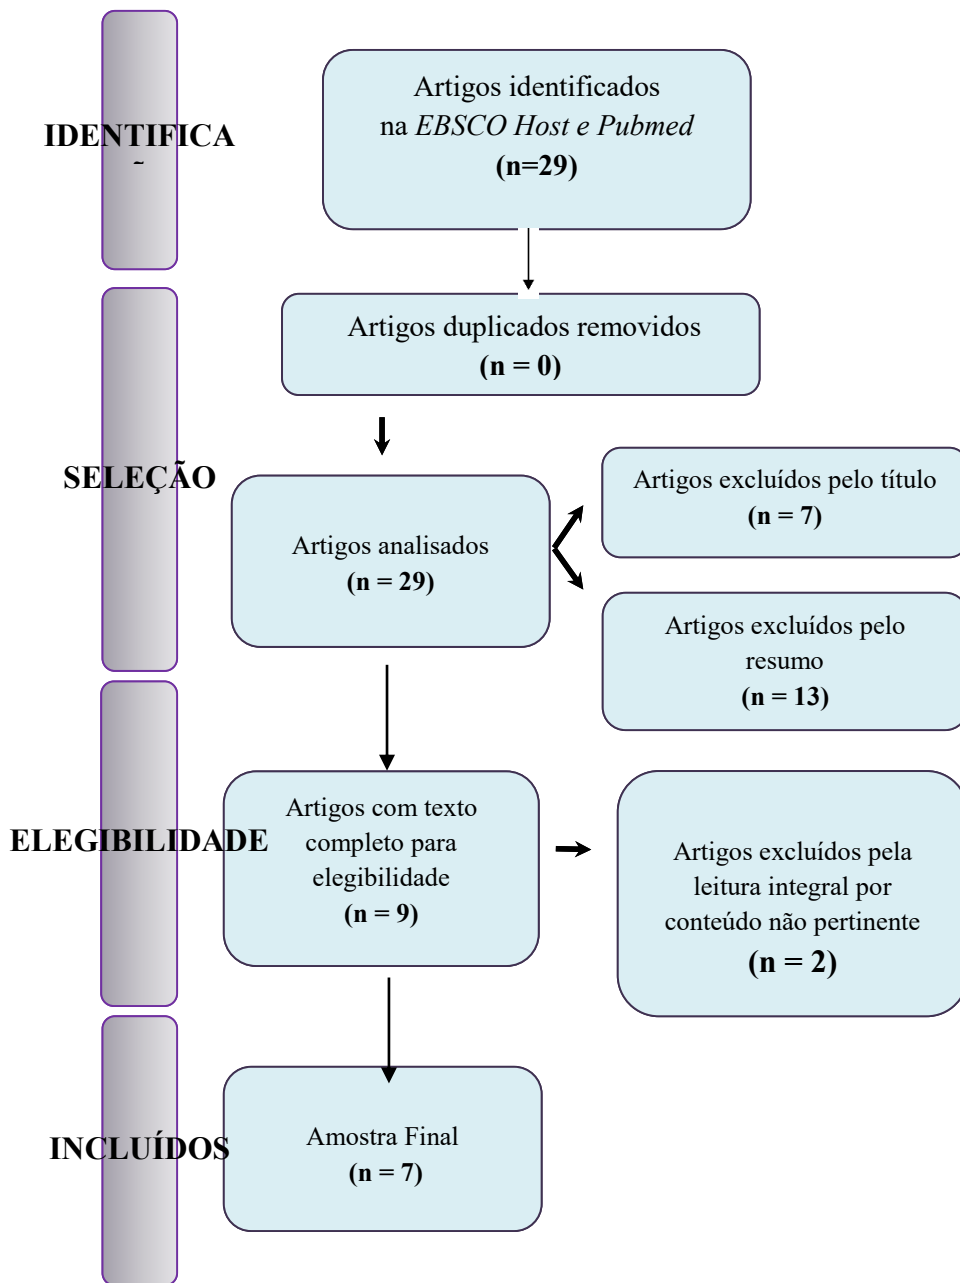 IDENTIFICA
~
Artigos identificados
na EBSCO Host e Pubmed
(n=29)
Artigos duplicados removidos
(n = 0)
SELEÇÃO
Artigos analisados
(n = 29)
Artigos excluídos pelo título
(n = 7)
Artigos excluídos pelo
resumo
(n = 13)
ELEGIBILIDADE
Artigos com texto
completo para
elegibilidade
(n = 9)
Artigos excluídos pela
leitura integral por
conteúdo não pertinente
(n = 2)
INCLUÍDOS
Amostra Final
(n = 7)